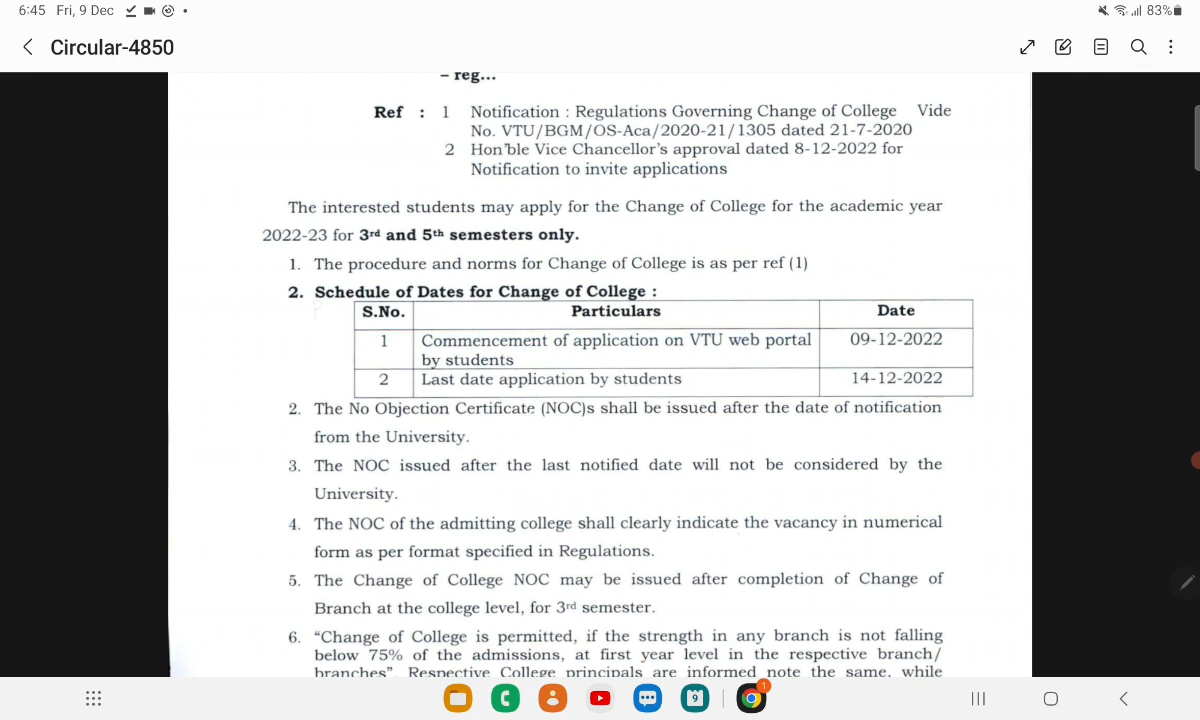 6:45 Fri, 9 Dec
83%
Circular-4850
– reg...
Ref : 1 Notification : Regulations Governing Change of College Vide
No. VTU/BGM/OS-Aca/2020-21/1305 dated 21-7-2020
2 Hon'ble Vice Chancellor's approval dated 8-12-2022 for
Notification to invite applications
The interested students may apply for the Change of College for the academic year
2022-23 for 3rd and 5th semesters only.
1. The procedure and norms for Change of College is as per ref (1)
2. Schedule of Dates for Change of College :
S.No. Particulars Date
1 Commencement of application on VTU web portal 09-12-2022
by students
2 Last date application by students 14-12-2022
2. The No Objection Certificate (NOC)s shall be issued after the date of notification
from the University.
3. The NOC issued after the last notified date will not be considered by the
University.
4. The NOC of the admitting college shall clearly indicate the vacancy in numerical
form as per format specified in Regulations.
5. The Change of College NOC may be issued after completion of Change of
Branch at the college level, for 3rd semester.
6. “Change of College is permitted, if the strength in any branch is not falling
below 75% of the admissions, at first year level in the respective branch/
branches”. Respective College principals are informed note the same, while
9
1